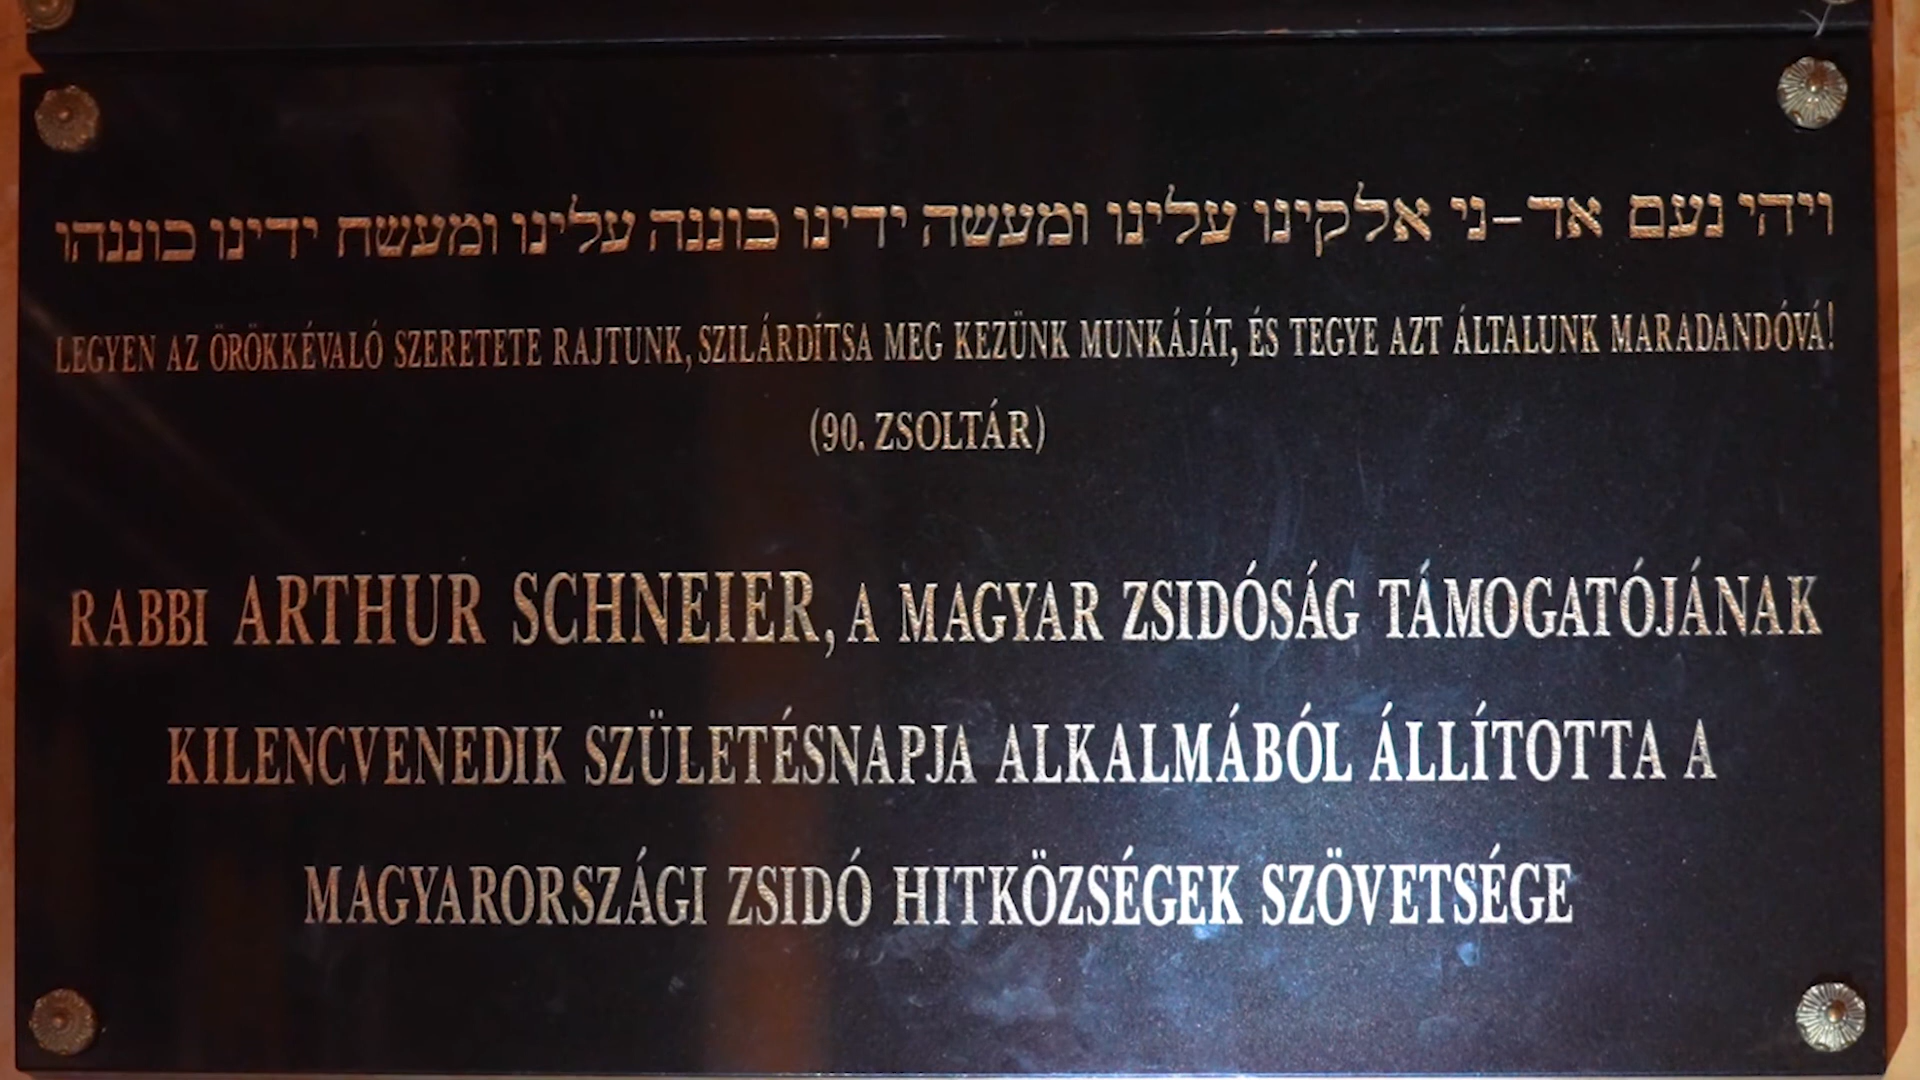 ויהי נעם אד-ני אלקינו עלינו ומעשה ידינו כוננה עלינו ומעשח ידינו כוננהו
LEGYEN AZ ÖRÖKKÉVALÓ SZERETETE RAJTUNK, SZILÁRDÍTSA MEG KEZÜNK MUNKÁJÁT, ÉS TEGYE AZT ÁLTALUNK MARADANDÓVÁ!
(90. ZSOLTÁR)
RABBI ARTHUR SCHNEIER, A MAGYAR ZSIDÓSÁG TÁMOGATÓJÁNAK
KILENCVENEDIK SZÜLETÉSNAPJA ALKALMÁBÓL ÁLLÍTOTTA A
MAGYARORSZÁGI ZSIDÓ HITKÖZSÉGEK SZÖVETSÉGE